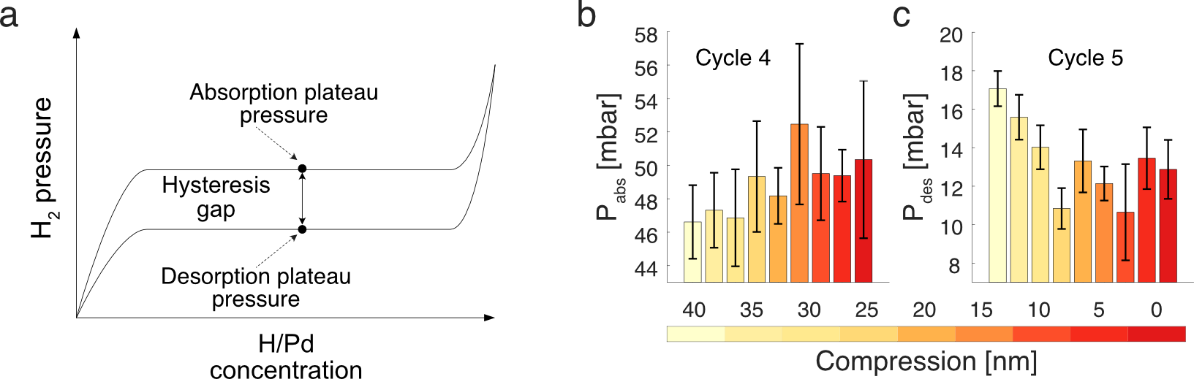 a
Absorption plateau
pressure
Hysteresis
gap
Desorption plateau
pressure
H₂ pressure
H/Pd
concentration
b
Cycle 4
P_abs [mbar]
58
56
54
52
50
48
46
44
c
Cycle 5
P_des [mbar]
20
18
16
14
12
10
8
40 35 30 25 20 15 10 5 0
Compression [nm]